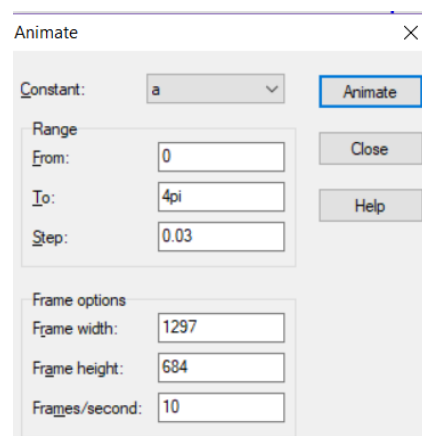 Animate
Constant: a Animate
Range
From: 0 Close
To: 4pi Help
Step: 0.03
Frame options
Frame width: 1297
Frame height: 684
Frames/second: 10